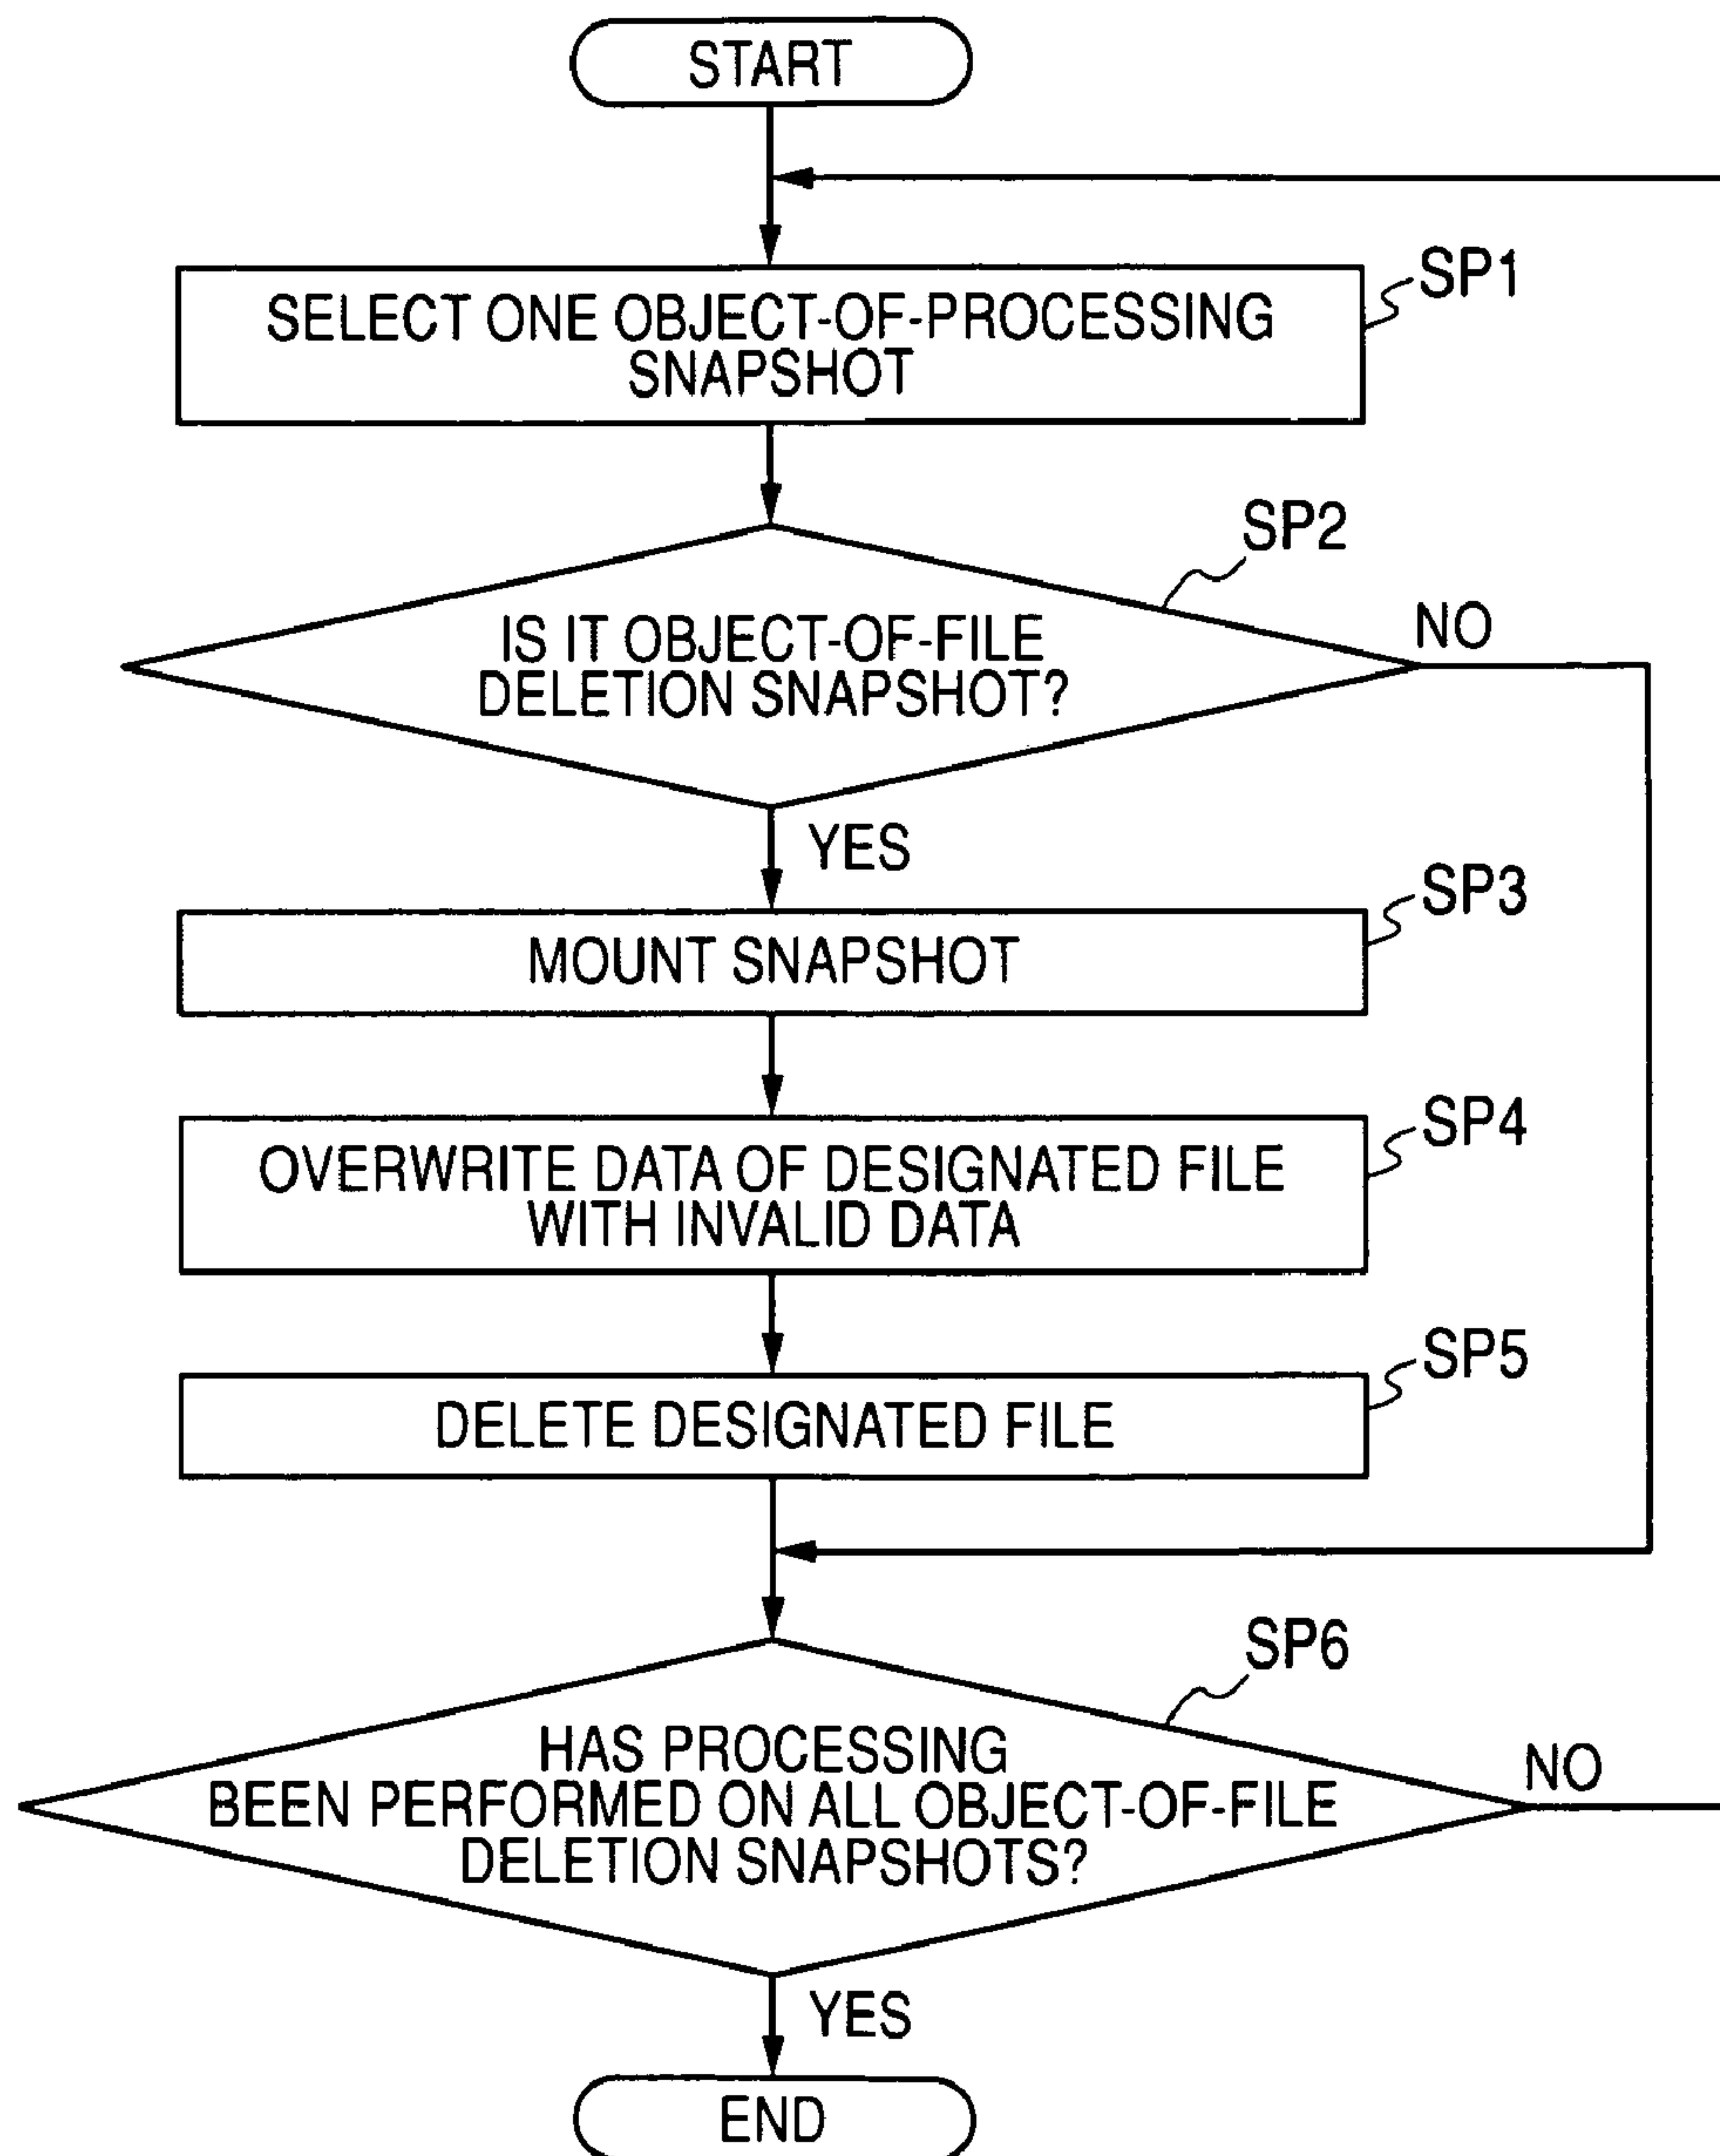 START
SP1
SELECT ONE OBJECT-OF-PROCESSING
SNAPSHOT
SP2
NO
IS IT OBJECT-OF-FILE
DELETION SNAPSHOT?
YES
SP3
MOUNT SNAPSHOT
SP4
OVERWRITE DATA OF DESIGNATED FILE
WITH INVALID DATA
SP5
DELETE DESIGNATED FILE
SP6
HAS PROCESSING
NO
BEEN PERFORMED ON ALL OBJECT-OF-FILE
DELETION SNAPSHOTS?
YES
END